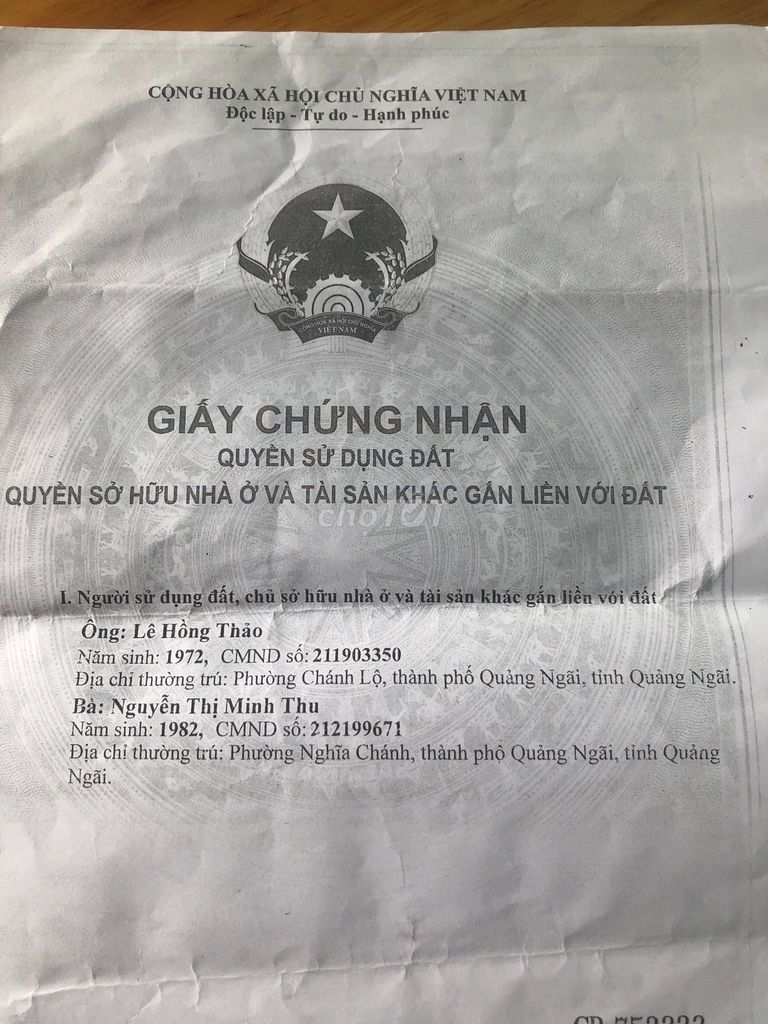 CỘNG HÒA XÃ HỘI CHỦ NGHĨA VIỆT NAM
Độc lập - Tự do - Hạnh phúc
CỘNG HÒA XÃ HỘI CHỦ NGHĨA
VIỆT NAM
GIẤY CHỨNG NHẬN
QUYỀN SỬ DỤNG ĐẤT
QUYỀN SỞ HỮU NHÀ Ở VÀ TÀI SẢN KHÁC GẮN LIỀN VỚI ĐẤT
chợTỐT
I. Người sử dụng đất, chủ sở hữu nhà ở và tài sản khác gắn liền với đất
Ông: Lê Hồng Thảo
Năm sinh: 1972, CMND số: 211903350
Địa chỉ thường trú: Phường Chánh Lộ, thành phố Quảng Ngãi, tỉnh Quảng Ngãi.
Bà: Nguyễn Thị Minh Thu
Năm sinh: 1982, CMND số: 212199671
Địa chỉ thường trú: Phường Nghĩa Chánh, thành phố Quảng Ngãi, tỉnh Quảng
Ngãi.